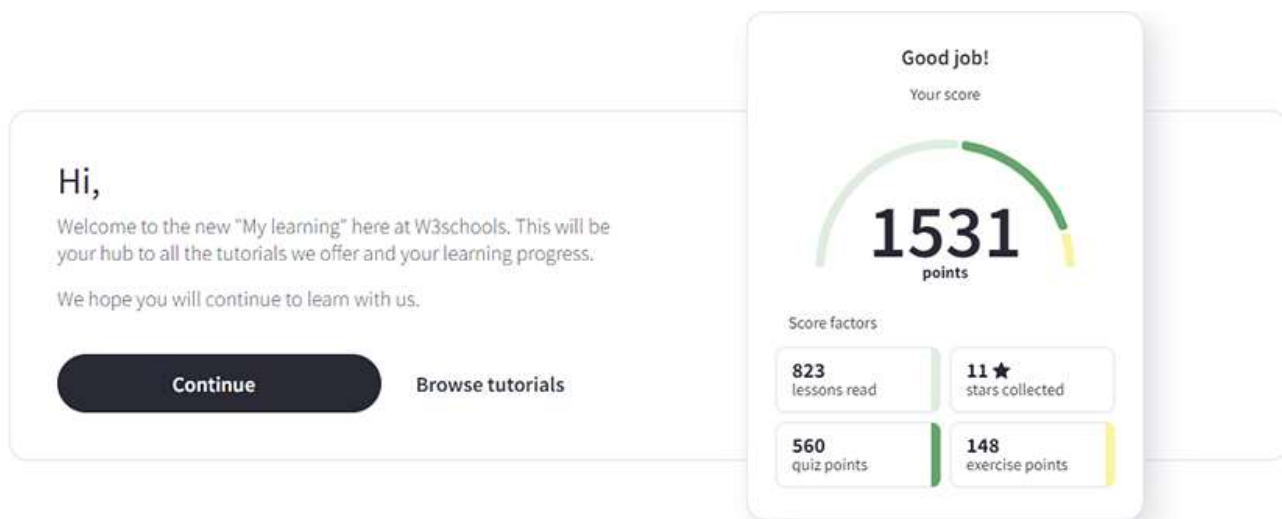 Hi,
Welcome to the new "My learning" here at W3schools. This will be
your hub to all the tutorials we offer and your learning progress.
We hope you will continue to learn with us.
Continue
Browse tutorials
Good job!
Your score
1531
points
Score factors
823
lessons read
11 ★
stars collected
560
quiz points
148
exercise points